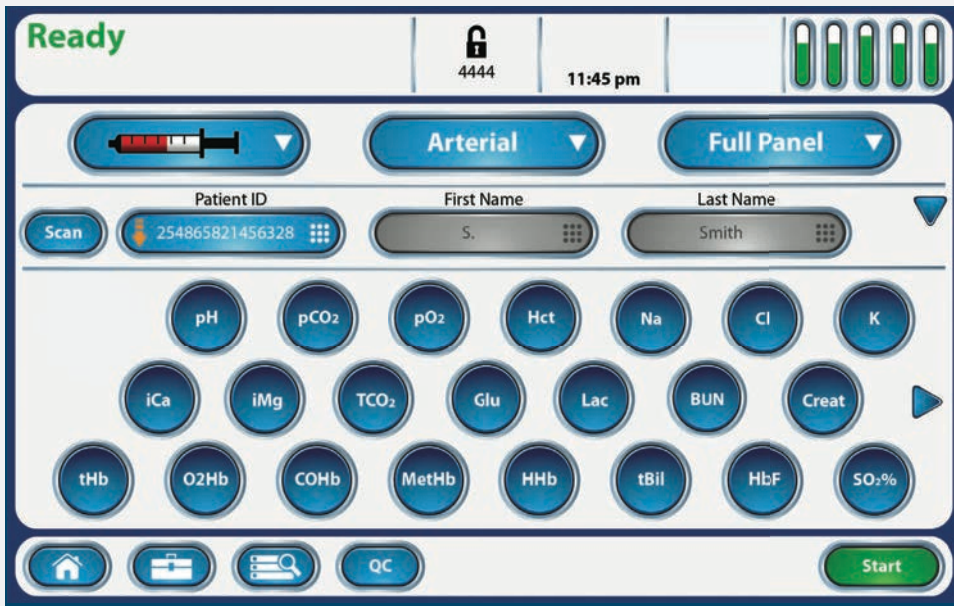 Ready
4444
11:45 pm
Arterial
Full Panel
Patient ID
First Name
Last Name
Scan
254865821456328
S.
Smith
pH pCO₂ pO₂ Hct Na Cl K
iCa iMg TCO₂ Glu Lac BUN Creat
tHb O2Hb COHb MetHb HHb tBil HbF SO₂%
QC
Start